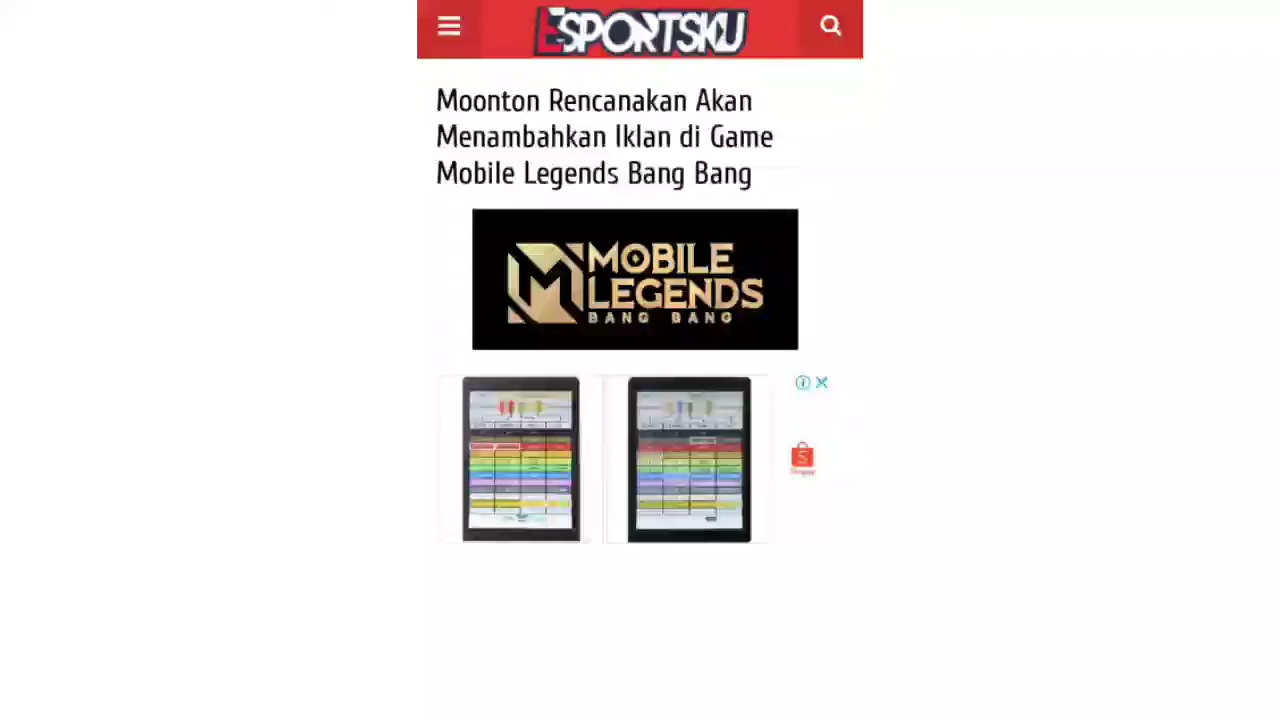 ESPORTSKU
Moonton Rencanakan Akan
Menambahkan Iklan di Game
Mobile Legends Bang Bang
MOBILE
LEGENDS
BANG BANG